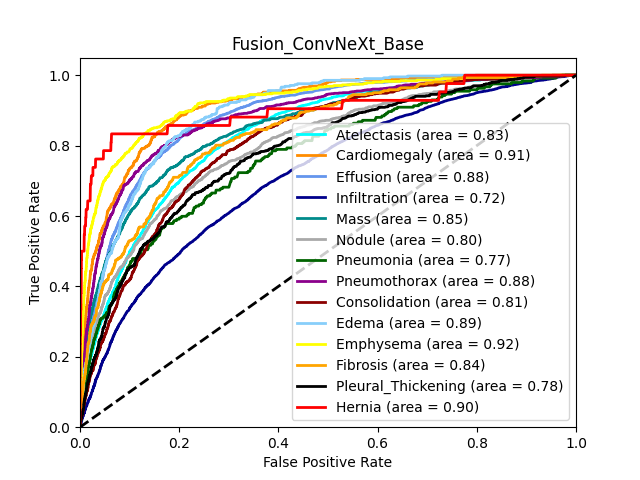 Fusion_ConvNeXt_Base
True Positive Rate
1.0
0.8
0.6
0.4
0.2
0.0
Atelectasis (area = 0.83)
Cardiomegaly (area = 0.91)
Effusion (area = 0.88)
Infiltration (area = 0.72)
Mass (area = 0.85)
Nodule (area = 0.80)
Pneumonia (area = 0.77)
Pneumothorax (area = 0.88)
Consolidation (area = 0.81)
Edema (area = 0.89)
Emphysema (area = 0.92)
Fibrosis (area = 0.84)
Pleural_Thickening (area = 0.78)
Hernia (area = 0.90)
0.0 0.2 0.4 0.6 0.8 1.0
False Positive Rate